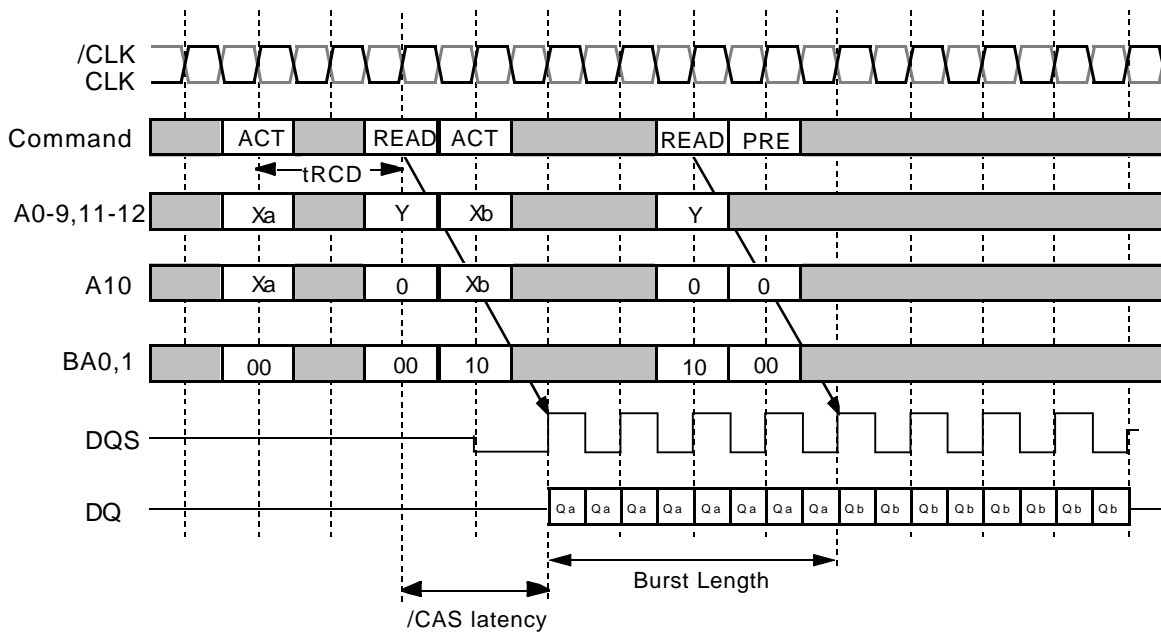 /CLK
CLK
Command
ACT
READ
ACT
READ
PRE
tRCD
A0-9,11-12
Xa
Y
Xb
Y
A10
Xa
0
Xb
0
0
BA0,1
00
00
10
10
00
DQS
DQ
Qa Qa Qa Qa Qa Qa Qa Qa Qb Qb Qb Qb Qb Qb Qb Qb
Burst Length
/CAS latency